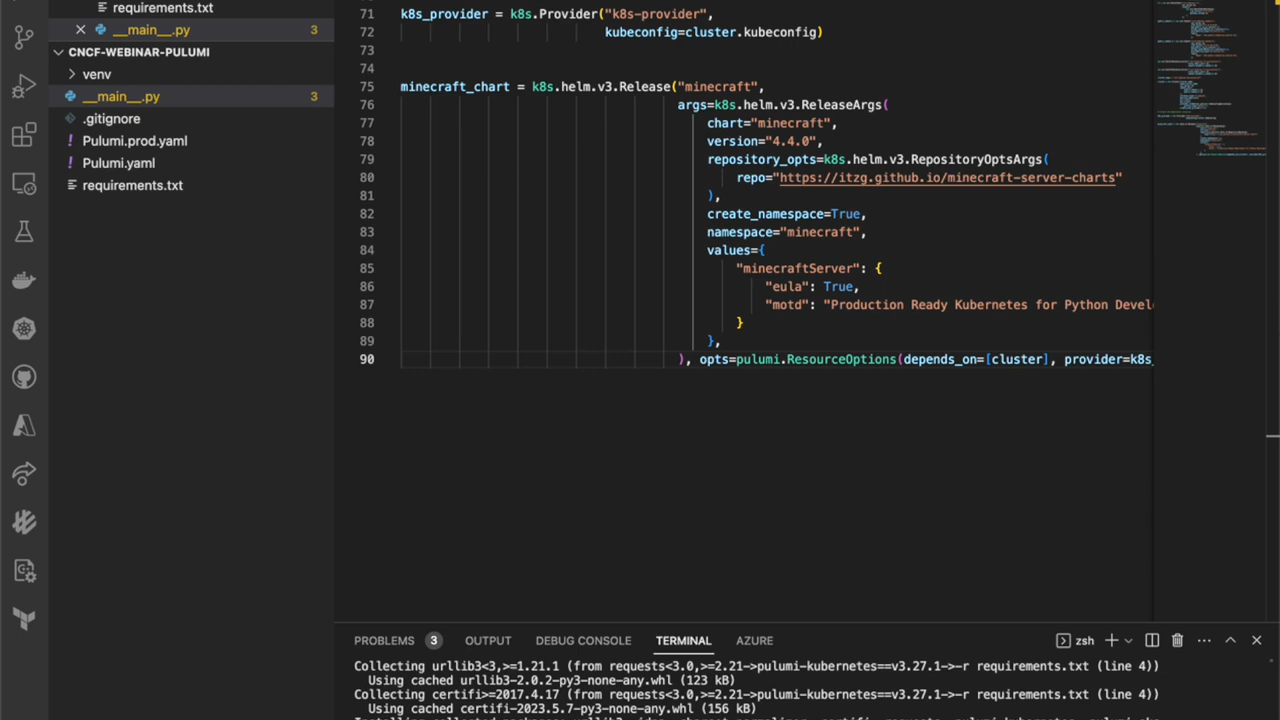 requirements.txt
__main__.py 3
CNCF-WEBINAR-PULUMI
venv
__main__.py 3
.gitignore
Pulumi.prod.yaml
Pulumi.yaml
requirements.txt
71 k8s_provider = k8s.Provider("k8s-provider",
72 kubeconfig=cluster.kubeconfig)
73
74
75 minecraft_chart = k8s.helm.v3.Release("minecraft",
76 args=k8s.helm.v3.ReleaseArgs(
77 chart="minecraft",
78 version="4.4.0",
79 repository_opts=k8s.helm.v3.RepositoryOptsArgs(
80 repo="https://itzg.github.io/minecraft-server-charts"
81 ),
82 create_namespace=True,
83 namespace="minecraft",
84 values={
85 "minecraftServer": {
86 "eula": True,
87 "motd": "Production Ready Kubernetes for Python Devel
88 }
89 },
90 ), opts=pulumi.ResourceOptions(depends_on=[cluster], provider=k8s_
PROBLEMS 3 OUTPUT DEBUG CONSOLE TERMINAL AZURE zsh
Collecting urllib3<3,>=1.21.1 (from requests<3.0,>=2.21->pulumi-kubernetes==v3.27.1->-r requirements.txt (line 4))
Using cached urllib3-2.0.2-py3-none-any.whl (123 kB)
Collecting certifi>=2017.4.17 (from requests<3.0,>=2.21->pulumi-kubernetes==v3.27.1->-r requirements.txt (line 4))
Using cached certifi-2023.5.7-py3-none-any.whl (156 kB)